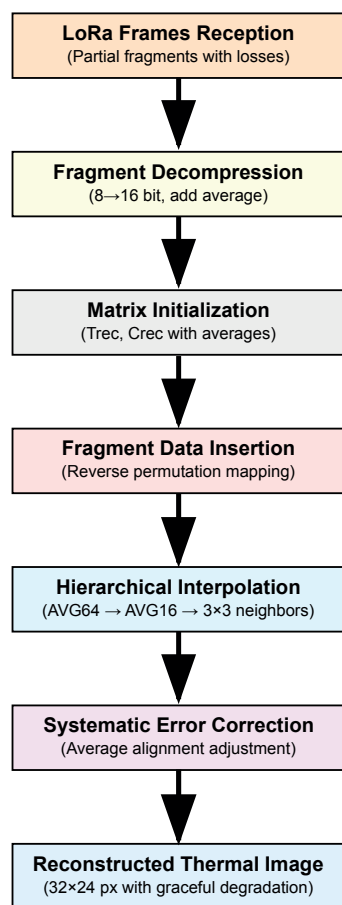 LoRa Frames Reception
(Partial fragments with losses)
Fragment Decompression
(8→16 bit, add average)
Matrix Initialization
(Trec, Crec with averages)
Fragment Data Insertion
(Reverse permutation mapping)
Hierarchical Interpolation
(AVG64 → AVG16 → 3×3 neighbors)
Systematic Error Correction
(Average alignment adjustment)
Reconstructed Thermal Image
(32×24 px with graceful degradation)